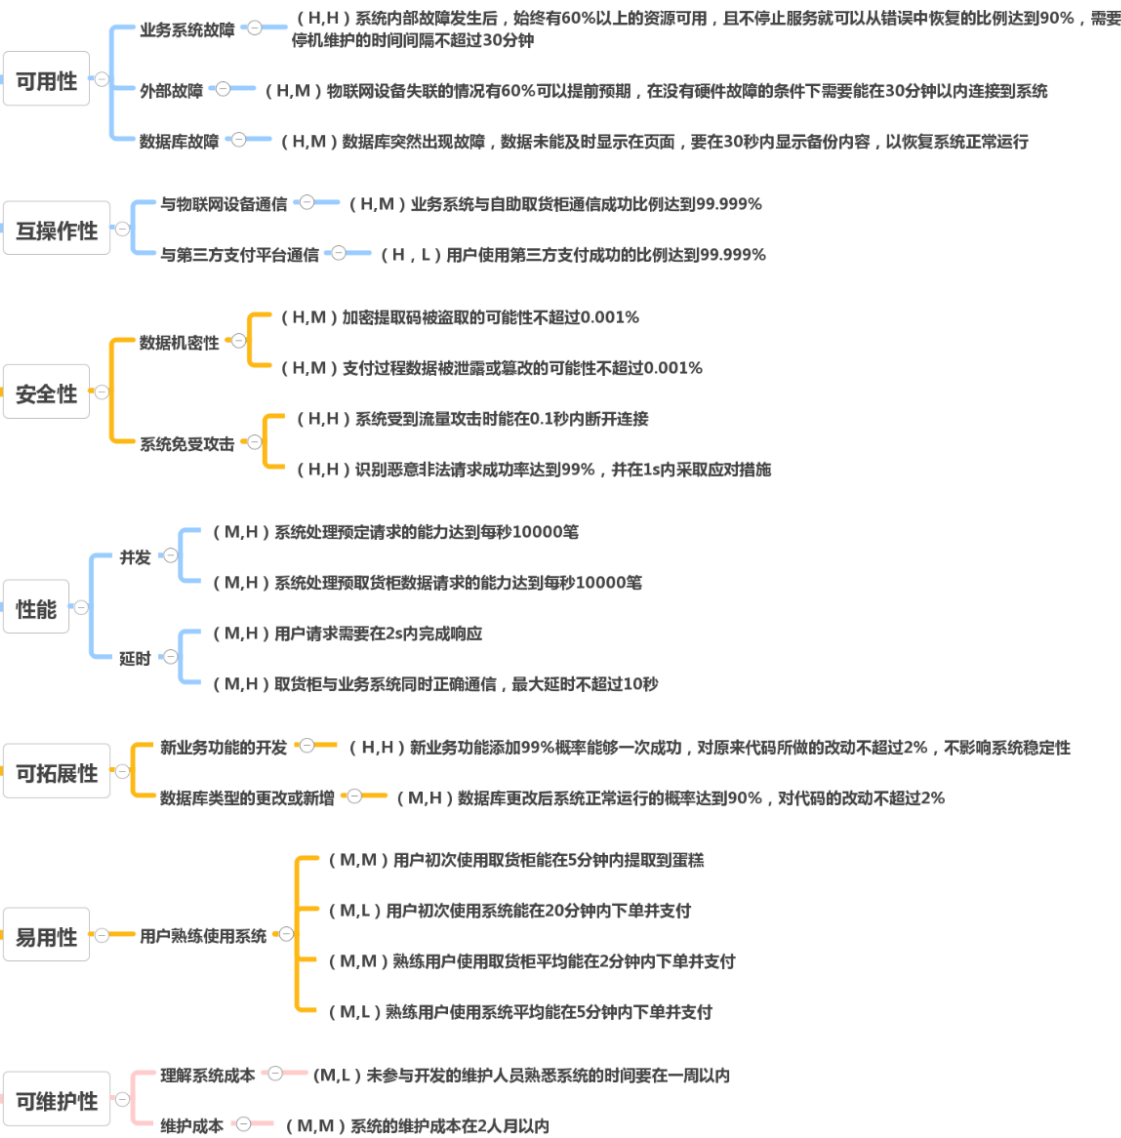 可用性
业务系统故障
（H,H）系统内部故障发生后，始终有60%以上的资源可用，且不停止服务就可以从错误中恢复的比例达到90%，需要
停机维护的时间间隔不超过30分钟
外部故障
（H,M）物联网设备失联的情况有60%可以提前预期，在没有硬件故障的条件下需要能在30分钟以内连接到系统
数据库故障
（H,M）数据库突然出现故障，数据未能及时显示在页面，要在30秒内显示备份内容，以恢复系统正常运行
互操作性
与物联网设备通信
（H,M）业务系统与自助取货柜通信成功比例达到99.999%
与第三方支付平台通信
（H，L）用户使用第三方支付成功的比例达到99.999%
安全性
数据机密性
（H,M）加密提取码被盗取的可能性不超过0.001%
（H,M）支付过程数据被泄露或篡改的可能性不超过0.001%
系统免受攻击
（H,H）系统受到流量攻击时能在0.1秒内断开连接
（H,H）识别恶意非法请求成功率达到99%，并在1s内采取应对措施
性能
并发
（M,H）系统处理预定请求的能力达到每秒10000笔
（M,H）系统处理预取货柜数据请求的能力达到每秒10000笔
延时
（M,H）用户请求需要在2s内完成响应
（M,H）取货柜与业务系统同时正确通信，最大延时不超过10秒
可拓展性
新业务功能的开发
（H,H）新业务功能添加99%概率能够一次成功，对原来代码所做的改动不超过2%，不影响系统稳定性
数据库类型的更改或新增
（M,H）数据库更改后系统正常运行的概率达到90%，对代码的改动不超过2%
易用性
用户熟练使用系统
（M,M）用户初次使用取货柜能在5分钟内提取到蛋糕
（M,L）用户初次使用系统能在20分钟内下单并支付
（M,M）熟练用户使用取货柜平均能在2分钟内下单并支付
（M,L）熟练用户使用系统平均能在5分钟内下单并支付
可维护性
理解系统成本
(M,L）未参与开发的维护人员熟悉系统的时间要在一周以内
维护成本
（M,M）系统的维护成本在2人月以内